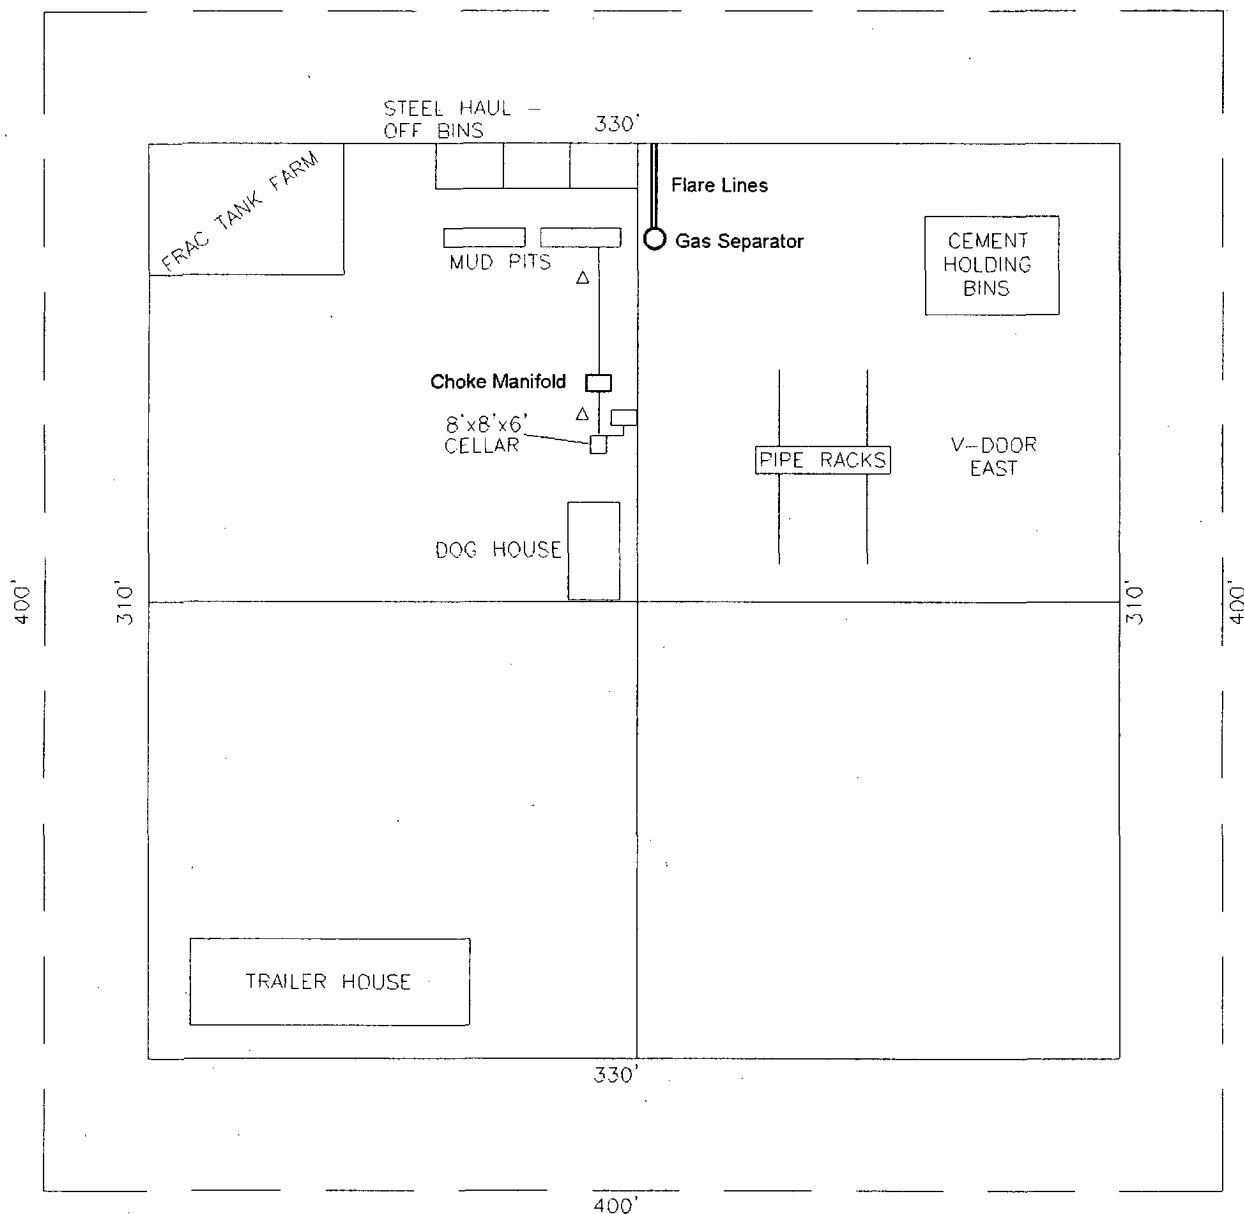 STEEL HAUL -
OFF BINS
330'
FRAC TANK FARM
Flare Lines
Gas Separator
MUD PITS
CEMENT
HOLDING
BINS
Choke Manifold
8'x8'x6'
CELLAR
PIPE RACKS
V-DOOR
EAST
DOG HOUSE
400'
310'
310'
400'
TRAILER HOUSE
330'
400'